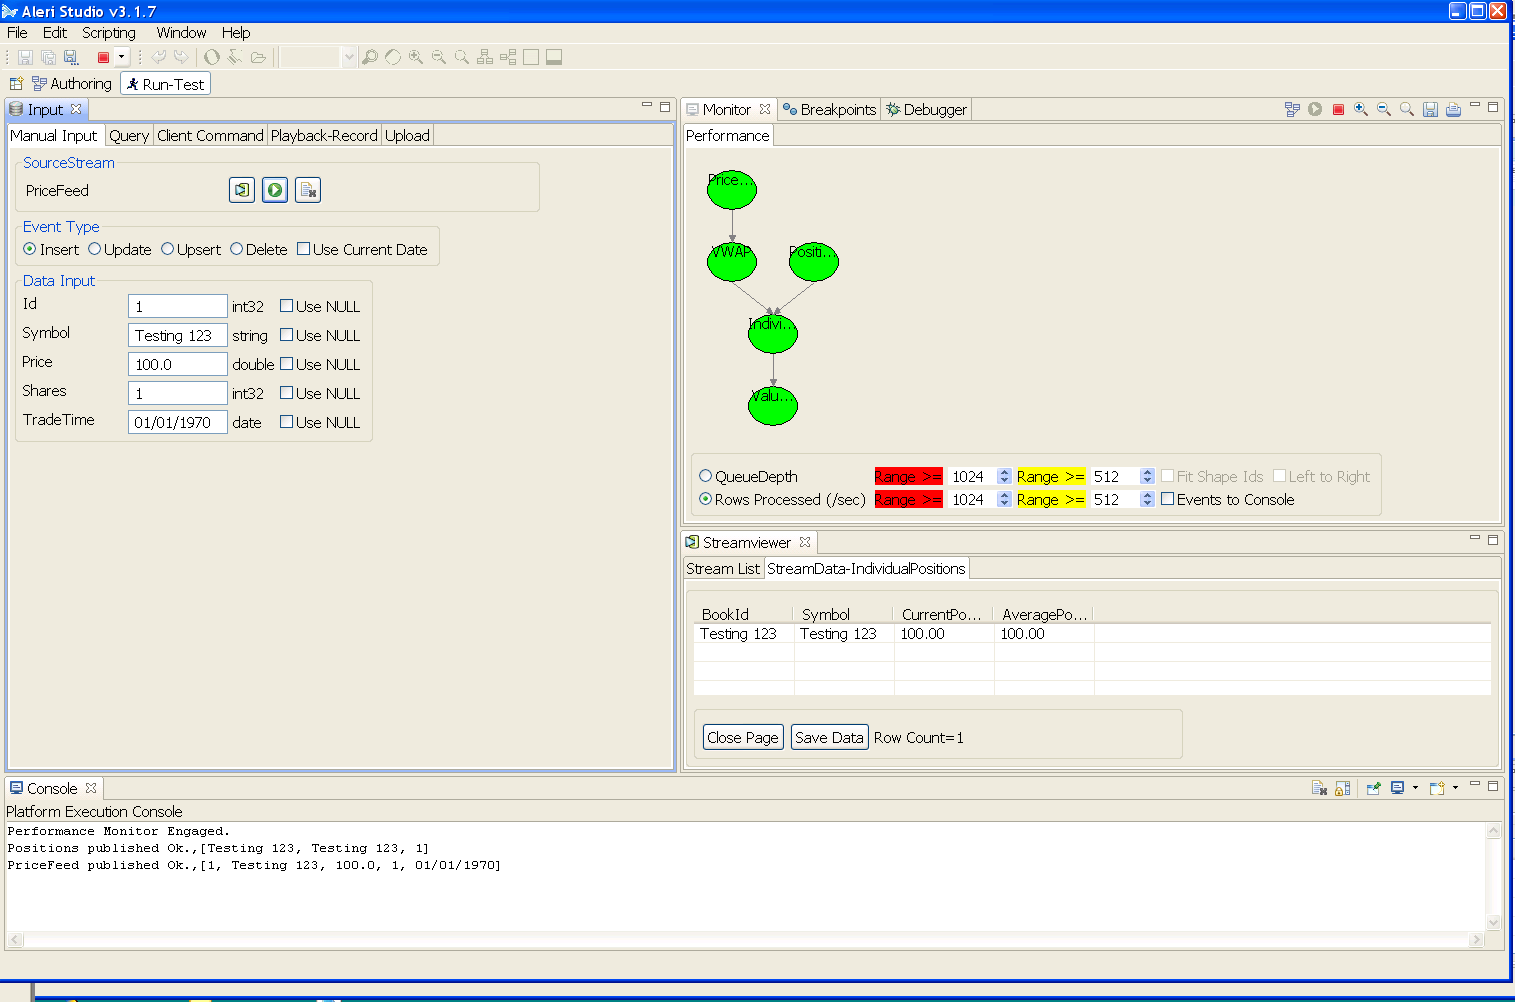 Aleri Studio v3.1.7
File Edit Scripting Window Help
Authoring Run-Test
Input
Manual Input Query Client Command Playback-Record Upload
SourceStream
PriceFeed
Event Type
Insert Update Upsert Delete Use Current Date
Data Input
Id 1 int32 Use NULL
Symbol Testing 123 string Use NULL
Price 100.0 double Use NULL
Shares 1 int32 Use NULL
TradeTime 01/01/1970 date Use NULL
Monitor Breakpoints Debugger
Performance
Price...
VWAP Positi...
Indivi...
Valu...
QueueDepth Range >= 1024 Range >= 512 Fit Shape Ids Left to Right
Rows Processed (/sec) Range >= 1024 Range >= 512 Events to Console
Streamviewer
Stream List StreamData-IndividualPositions
BookId Symbol CurrentPo... AveragePo...
Testing 123 Testing 123 100.00 100.00
Close Page Save Data Row Count=1
Console
Platform Execution Console
Performance Monitor Engaged.
Positions published Ok.,[Testing 123, Testing 123, 1]
PriceFeed published Ok.,[1, Testing 123, 100.0, 1, 01/01/1970]